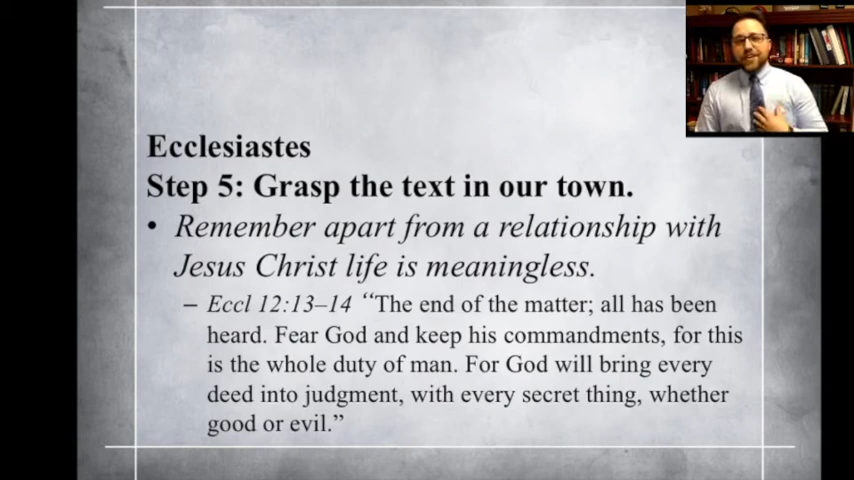 Ecclesiastes
Step 5: Grasp the text in our town.
• Remember apart from a relationship with
Jesus Christ life is meaningless.
– Eccl 12:13–14 “The end of the matter; all has been
heard. Fear God and keep his commandments, for this
is the whole duty of man. For God will bring every
deed into judgment, with every secret thing, whether
good or evil.”